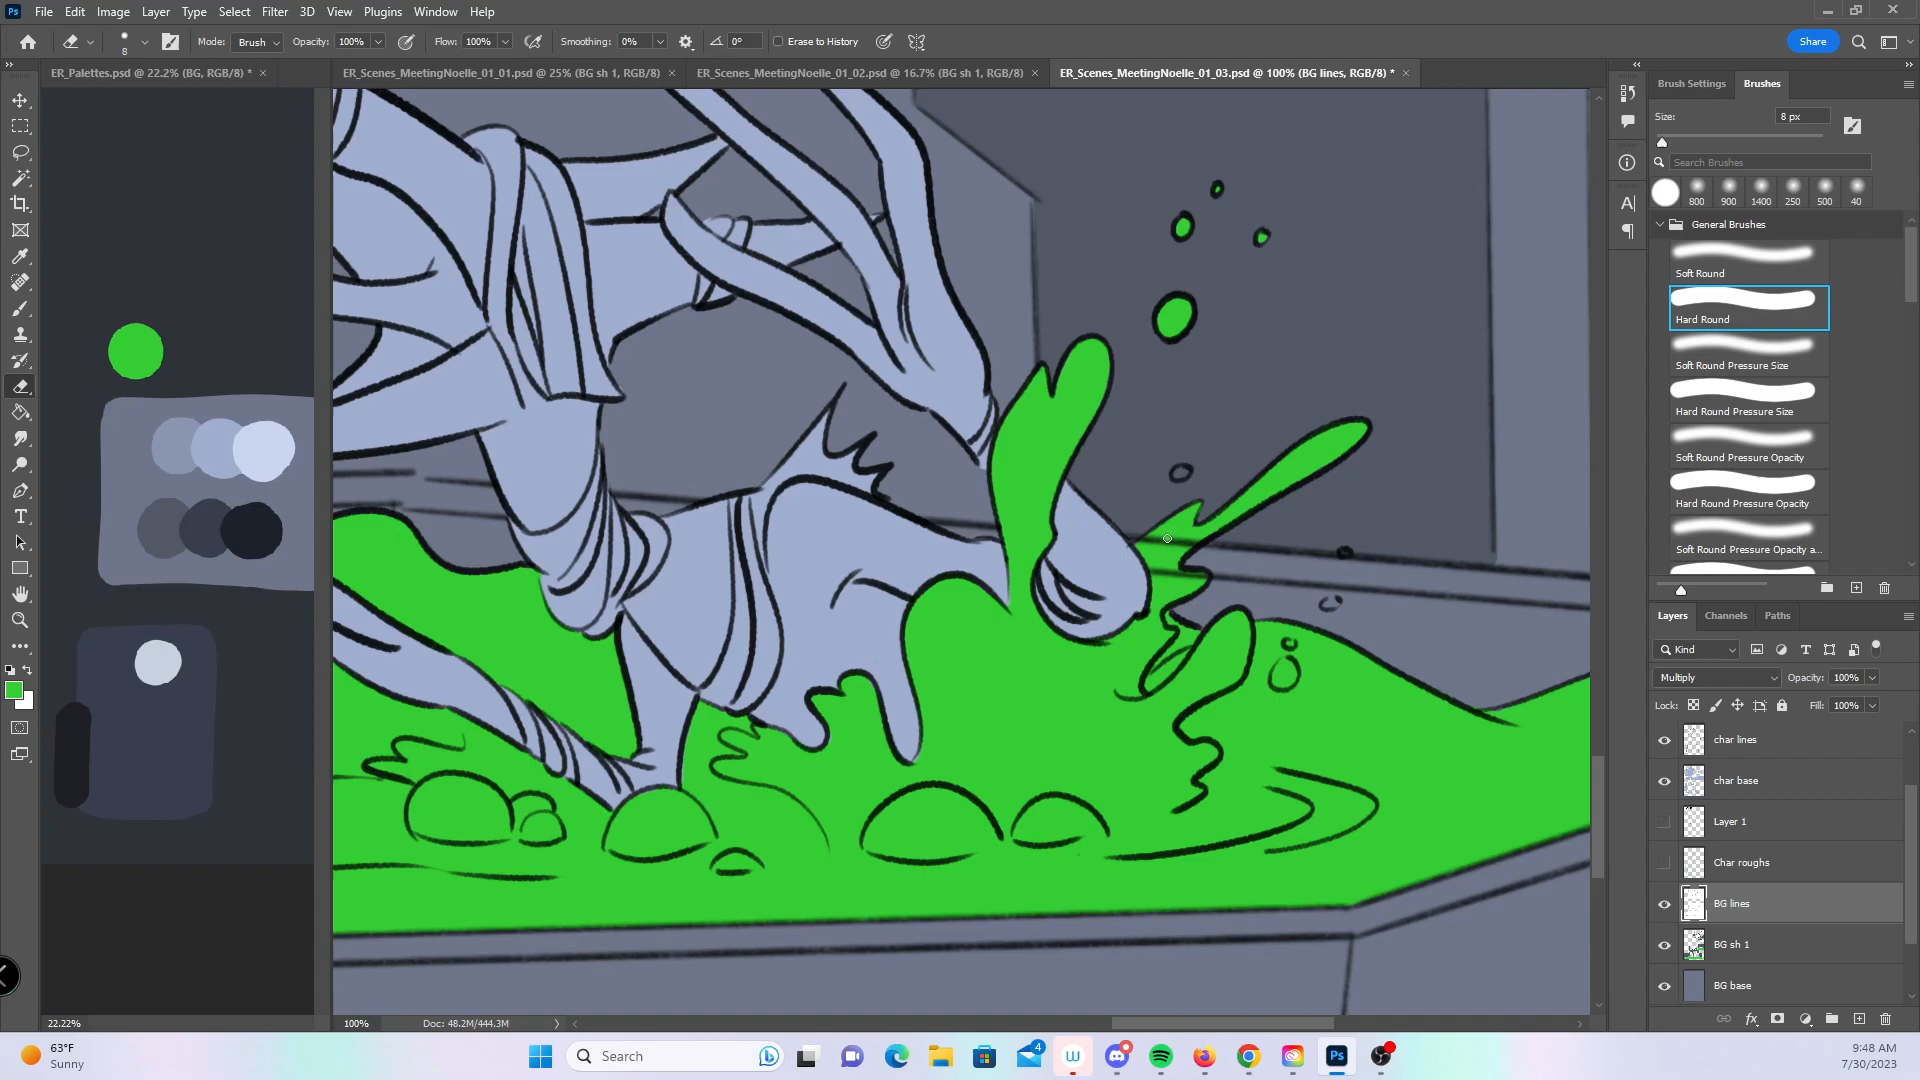 Ps File Edit Image Layer Type Select Filter 3D View Plugins Window Help
8 Mode: Brush Opacity: 100% Flow: 100% Smoothing: 0% 0° Erase to History Share
ER_Palettes.psd @ 22.2% (BG, RGB/8) * ER_Scenes_MeetingNoelle_01_01.psd @ 25% (BG sh 1, RGB/8) ER_Scenes_MeetingNoelle_01_02.psd @ 16.7% (BG sh 1, RGB/8) ER_Scenes_MeetingNoelle_01_03.psd @ 100% (BG lines, RGB/8) *
Brush Settings Brushes
Size: 8 px
Search Brushes
800 900 1400 250 500 40
General Brushes
Soft Round
Hard Round
Soft Round Pressure Size
Hard Round Pressure Size
Soft Round Pressure Opacity
Hard Round Pressure Opacity
Soft Round Pressure Opacity a...
Layers Channels Paths
Kind
Multiply Opacity: 100%
Lock: Fill: 100%
char lines
char base
Layer 1
Char roughs
BG lines
BG sh 1
BG base
22.22% 100% Doc: 48.2M/444.3M
63°F
Sunny
Search
4
Ps
9:48 AM
7/30/2023